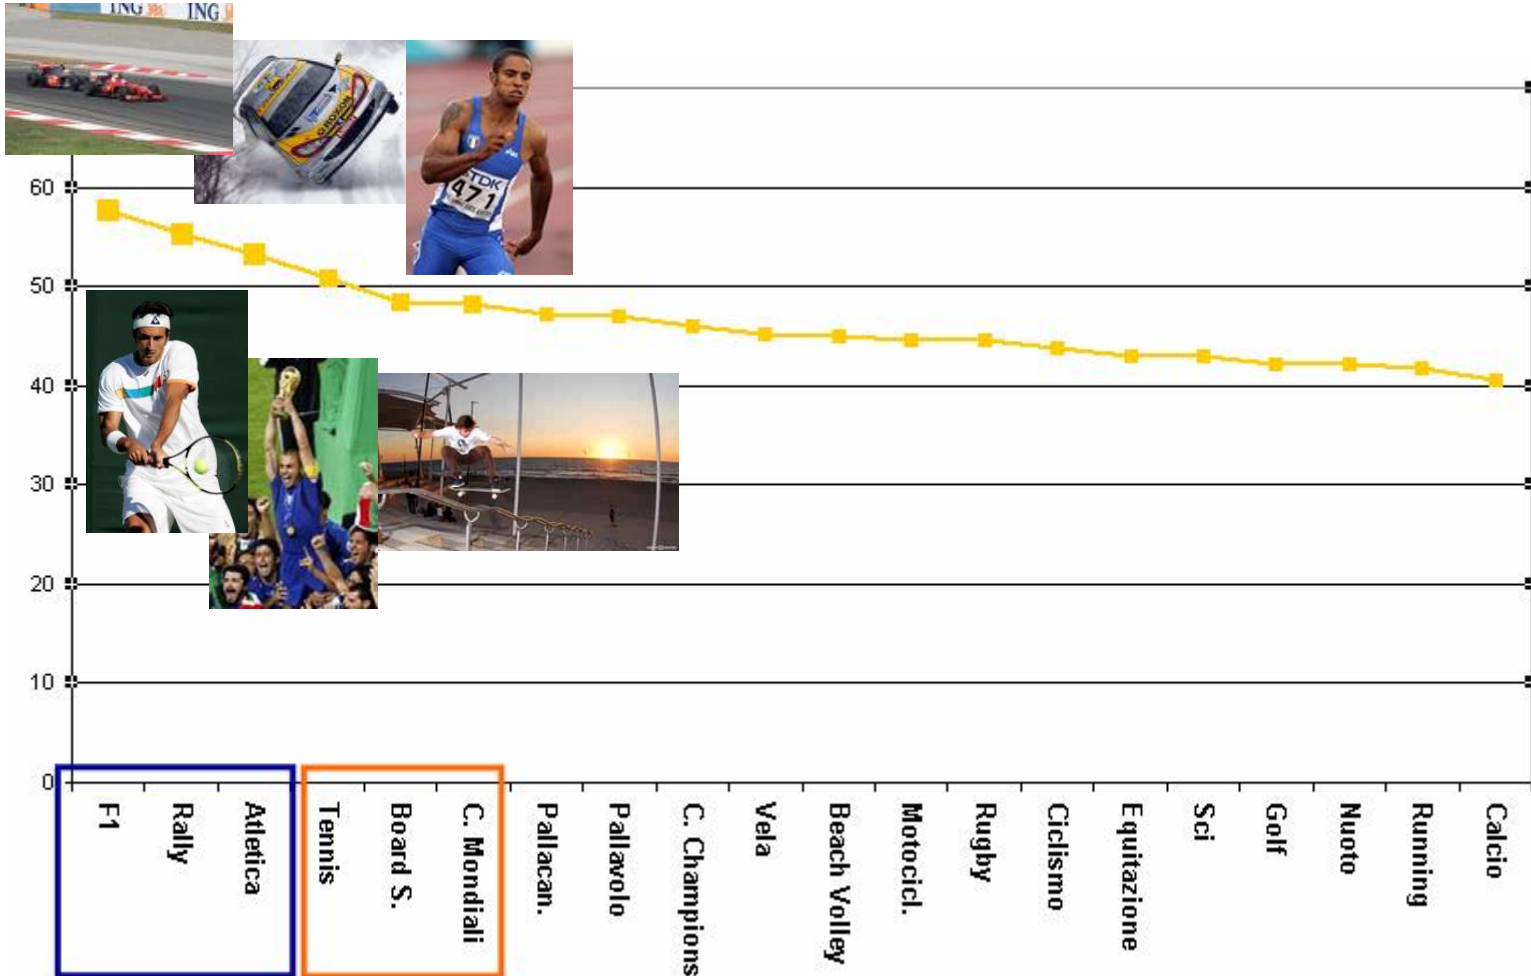 ING ING
TDK
471
60
50
40
30
20
10
0
F1
Rally
Atletica
Tennis
Board S.
C. Mondiali
Pallacan.
Pallavolo
C. Champions
Vela
Beach Volley
Motocicl.
Rugby
Ciclismo
Equitazione
Sci
Golf
Nuoto
Running
Calcio